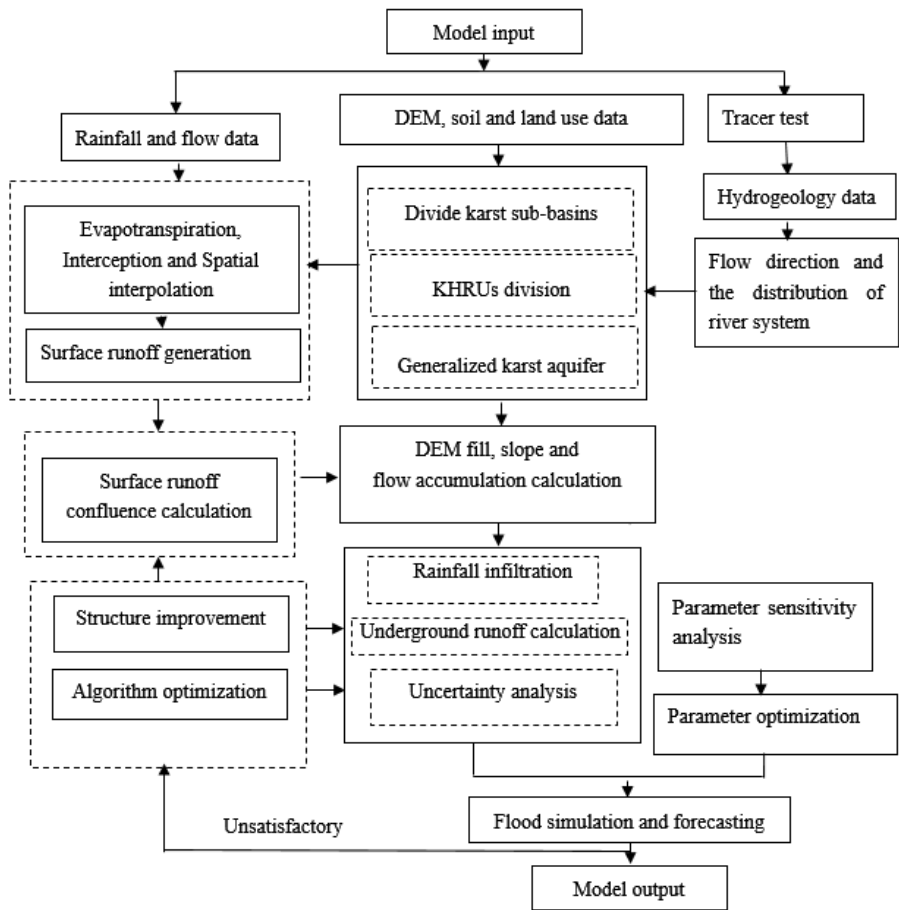 Model input
Rainfall and flow data
DEM, soil and land use data
Tracer test
Hydrogeology data
Evapotranspiration,
Interception and Spatial
interpolation
Surface runoff generation
Divide karst sub-basins
KHRUs division
Generalized karst aquifer
Flow direction and
the distribution of
river system
Surface runoff
confluence calculation
DEM fill, slope and
flow accumulation calculation
Structure improvement
Algorithm optimization
Rainfall infiltration
Underground runoff calculation
Uncertainty analysis
Parameter sensitivity
analysis
Parameter optimization
Unsatisfactory
Flood simulation and forecasting
Model output